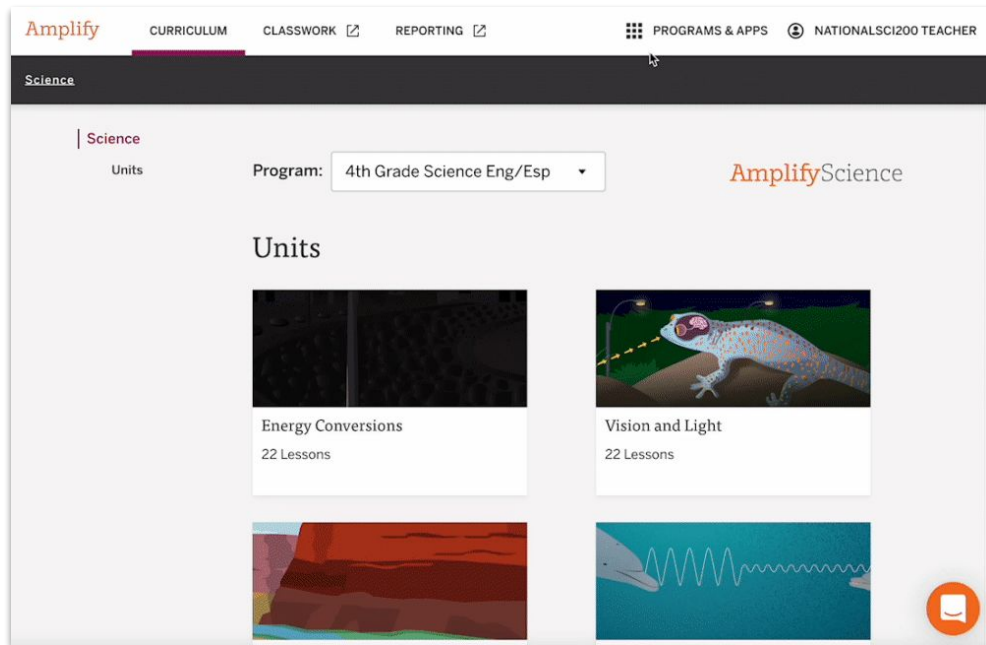 Amplify CURRICULUM CLASSWORK REPORTING PROGRAMS & APPS NATIONALSCI200 TEACHER
Science
Science
Units
Program: 4th Grade Science Eng/Esp
AmplifyScience
Units
Energy Conversions
22 Lessons
Vision and Light
22 Lessons